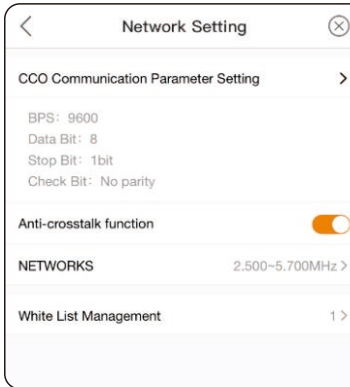 Network Setting
CCO Communication Parameter Setting
BPS: 9600
Data Bit: 8
Stop Bit: 1bit
Check Bit: No parity
Anti-crosstalk function
NETWORKS 2.500~5.700MHz >
White List Management 1 >